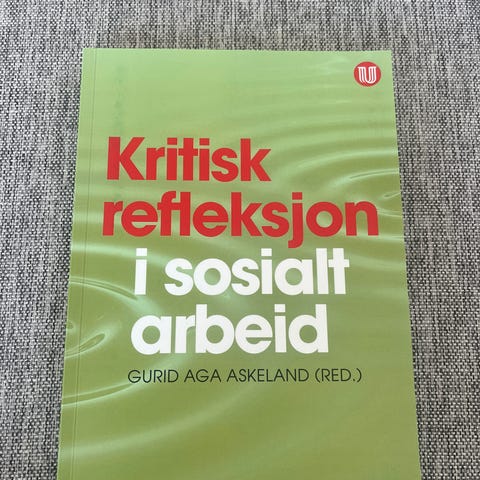 U
Kritisk
refleksjon
i sosialt
arbeid
GURID AGA ASKELAND (RED.)